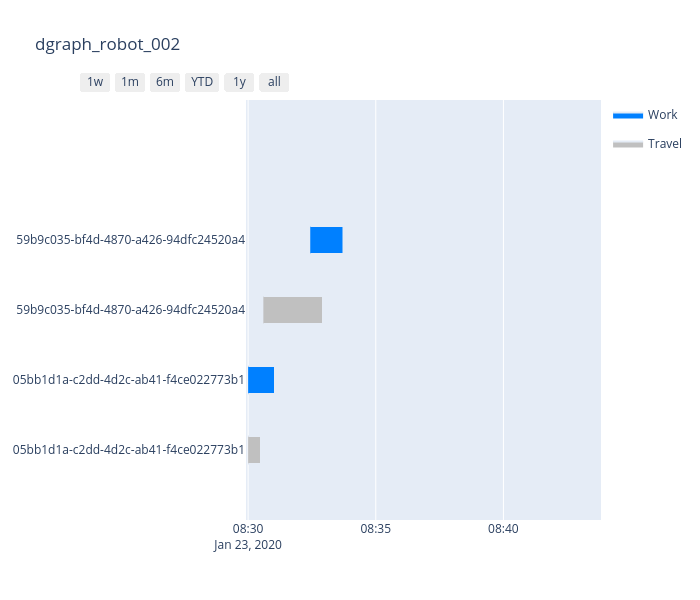 dgraph_robot_002
1w 1m 6m YTD 1y all
Work
Travel
59b9c035-bf4d-4870-a426-94dfc24520a4
59b9c035-bf4d-4870-a426-94dfc24520a4
05bb1d1a-c2dd-4d2c-ab41-f4ce022773b1
05bb1d1a-c2dd-4d2c-ab41-f4ce022773b1
08:30 08:35 08:40
Jan 23, 2020